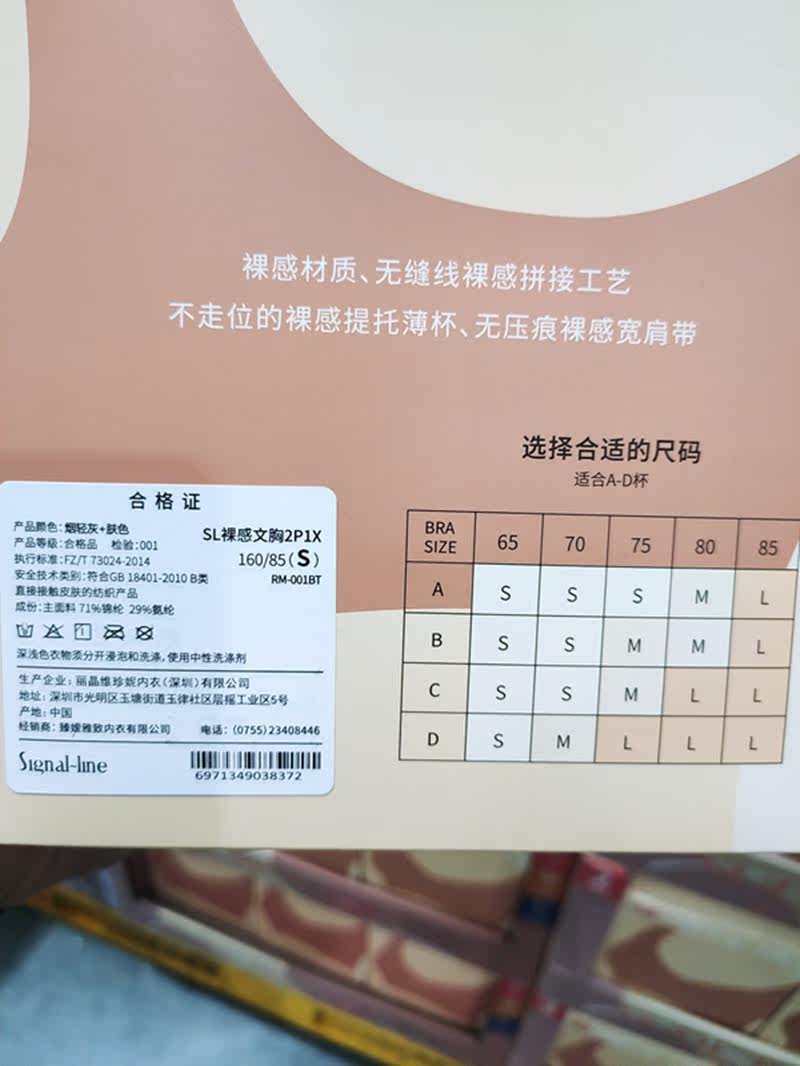 裸感材质、无缝线裸感拼接工艺
不走位的裸感提托薄杯、无压痕裸感宽肩带
选择合适的尺码
适合A-D杯
BRA SIZE 65 70 75 80 85
A S S S M L
B S S M M L
C S S M L L
D S M L L L
合格证
产品颜色:烟轻灰+肤色
产品等级:合格品 检验:001
SL裸感文胸2P1X
执行标准:FZ/T 73024-2014
160/85(S)
安全技术类别:符合GB 18401-2010 B类
RM-001BT
直接接触皮肤的纺织产品
成份:主面料 71%锦纶 29%氨纶
深浅色衣物须分开浸泡和洗涤,使用中性洗涤剂
生产企业:丽晶维珍妮内衣(深圳)有限公司
地址:深圳市光明区玉塘街道玉律社区层摇工业区5号
产地:中国
经销商:臻嫒雅致内衣有限公司 电话:(0755)23408446
Signal-line
6971349038372